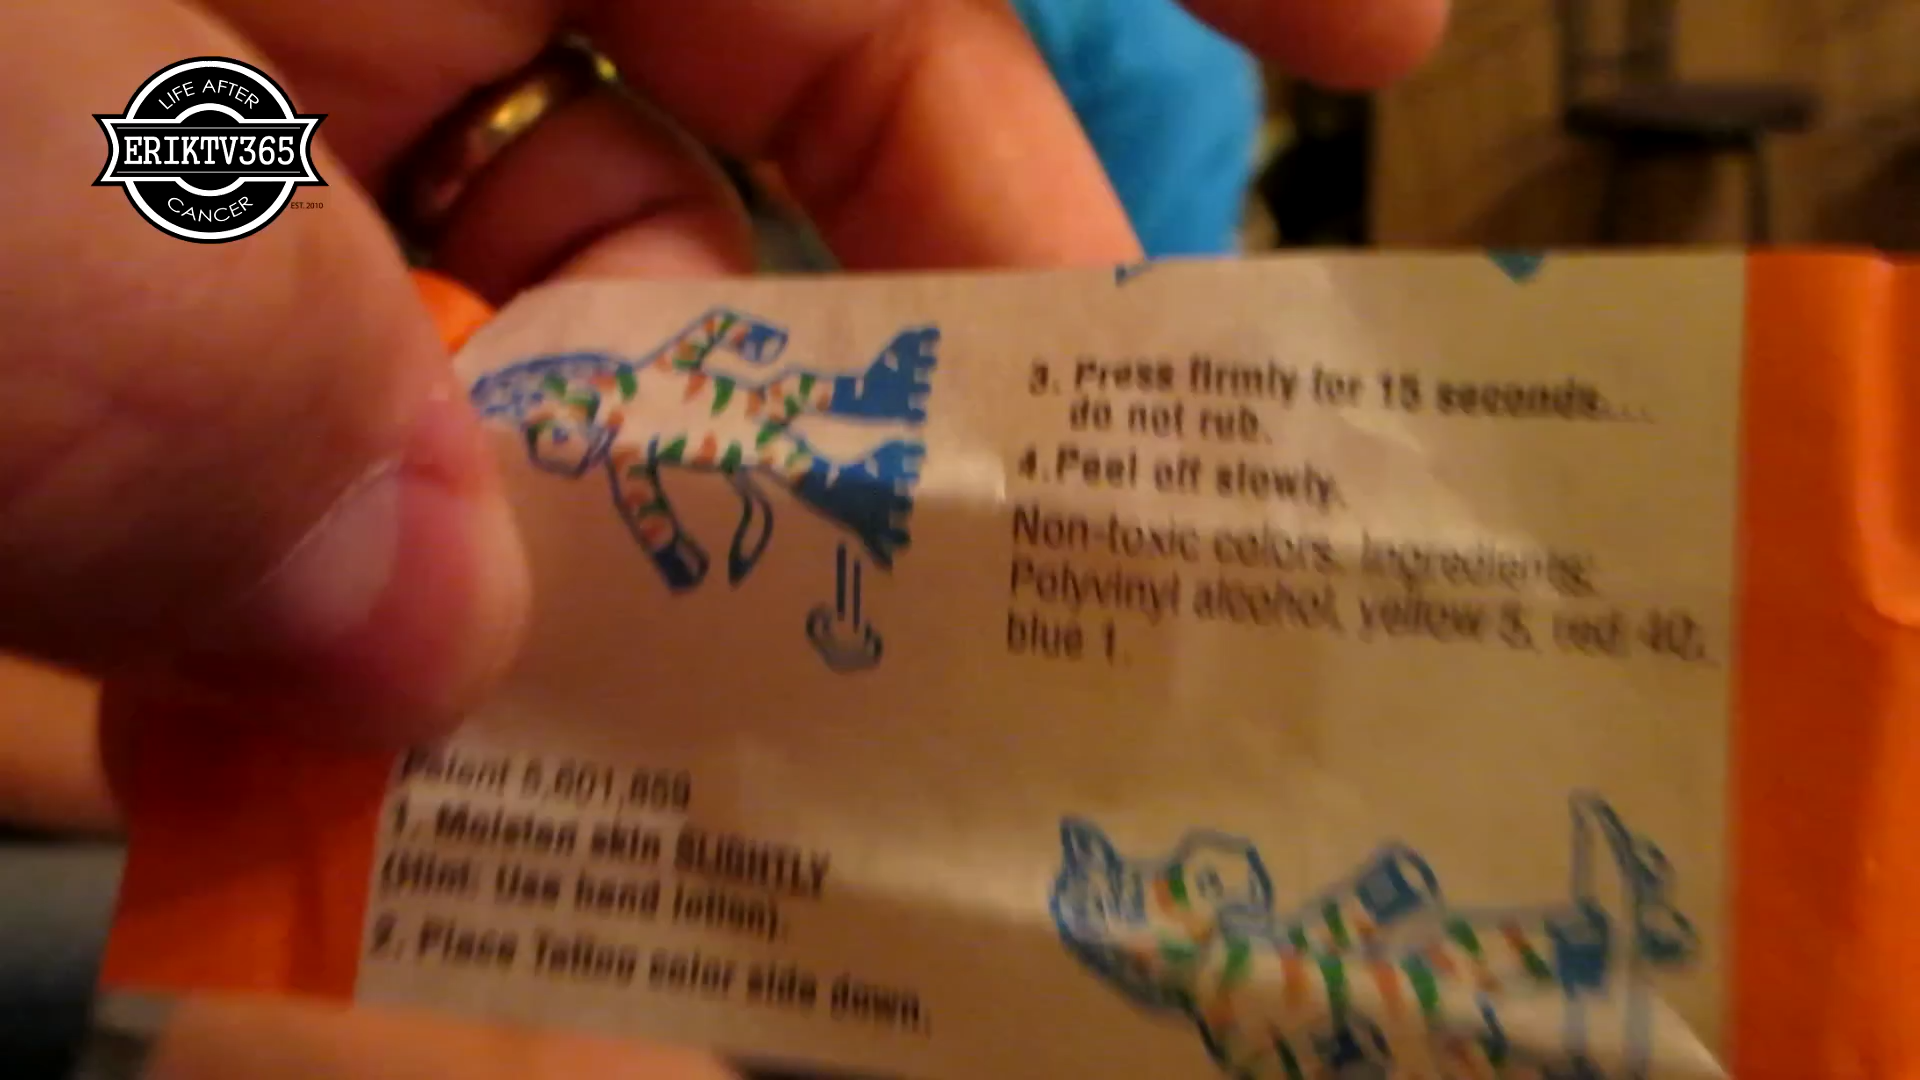 LIFE AFTER
ERIKTV365
CANCER
EST. 2010
3. Press firmly for 15 seconds...
do not rub.
4. Peel off slowly.
Non-toxic colors. Ingredients:
Polyvinyl alcohol, yellow 5, red 40,
blue 1.
Patent 5,601,859
1. Moisten skin SLIGHTLY
(Hint: Use hand lotion).
2. Place Tattoo color side down.